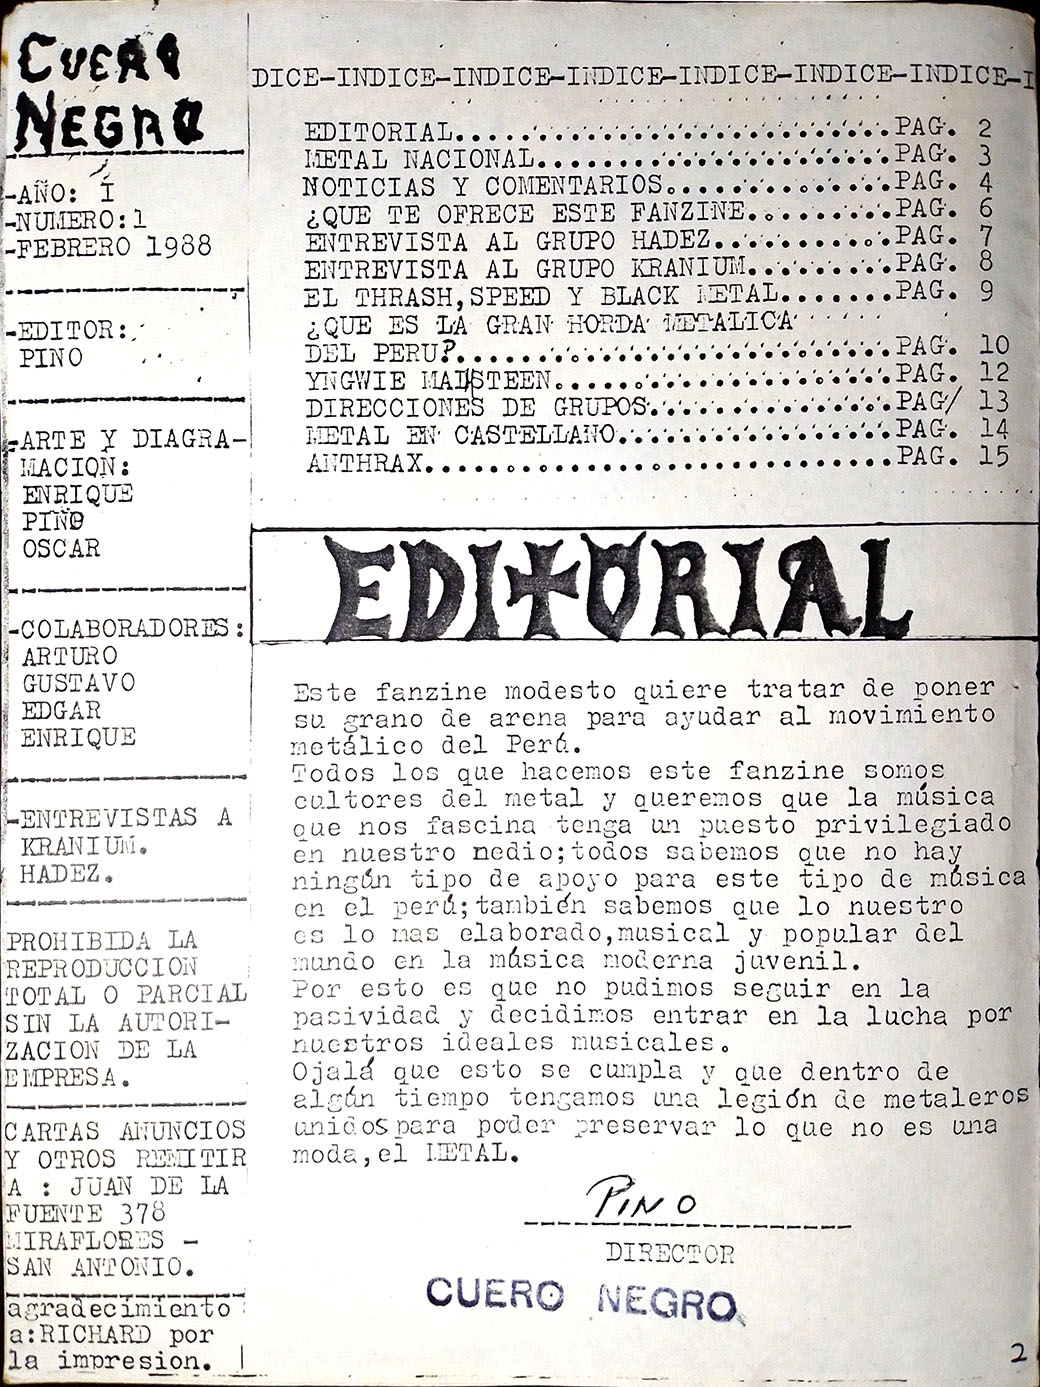 CUERO
NEGRO
-AÑO: I
-NUMERO:1
-FEBRERO 1988
-EDITOR:
PINO
-ARTE Y DIAGRA-
MACION:
ENRIQUE
PINO
OSCAR
-COLABORADORES:
ARTURO
GUSTAVO
EDGAR
ENRIQUE
-ENTREVISTAS A
KRANIUM.
HADEZ.
PROHIBIDA LA
REPRODUCCION
TOTAL O PARCIAL
SIN LA AUTORI-
ZACION DE LA
EMPRESA.
CARTAS ANUNCIOS
Y OTROS REMITIR
A : JUAN DE LA
FUENTE 378
MIRAFLORES -
SAN ANTONIO.
agradecimiento
a:RICHARD por
la impresion.
DICE-INDICE-INDICE-INDICE-INDICE-INDICE-INDICE-I
EDITORIAL..............................PAG. 2
METAL NACIONAL.........................PAG. 3
NOTICIAS Y COMENTARIOS.................PAG. 4
¿QUE TE OFRECE ESTE FANZINE............PAG. 6
ENTREVISTA AL GRUPO HADEZ..............PAG. 7
ENTREVISTA AL GRUPO KRANIUM............PAG. 8
EL THRASH,SPEED Y BLACK METAL.......PAG. 9
¿QUE ES LA GRAN HORDA METALICA
DEL PERU?..............................PAG. 10
YNGWIE MALSTEEN........................PAG. 12
DIRECCIONES DE GRUPOS..................PAG/ 13
METAL EN CASTELLANO....................PAG. 14
ANTHRAX................................PAG. 15
EDITORIAL
Este fanzine modesto quiere tratar de poner
su grano de arena para ayudar al movimiento
metálico del Perú.
Todos los que hacemos este fanzine somos
cultores del metal y queremos que la música
que nos fascina tenga un puesto privilegiado
en nuestro medio;todos sabemos que no hay
ningún tipo de apoyo para este tipo de música
en el perú;también sabemos que lo nuestro
es lo mas elaborado,musical y popular del
mundo en la música moderna juvenil.
Por esto es que no pudimos seguir en la
pasividad y decidimos entrar en la lucha por
nuestros ideales musicales.
Ojalá que esto se cumpla y que dentro de
algún tiempo tengamos una legión de metaleros
unidos para poder preservar lo que no es una
moda,el METAL.
PINO
DIRECTOR
CUERO NEGRO
2